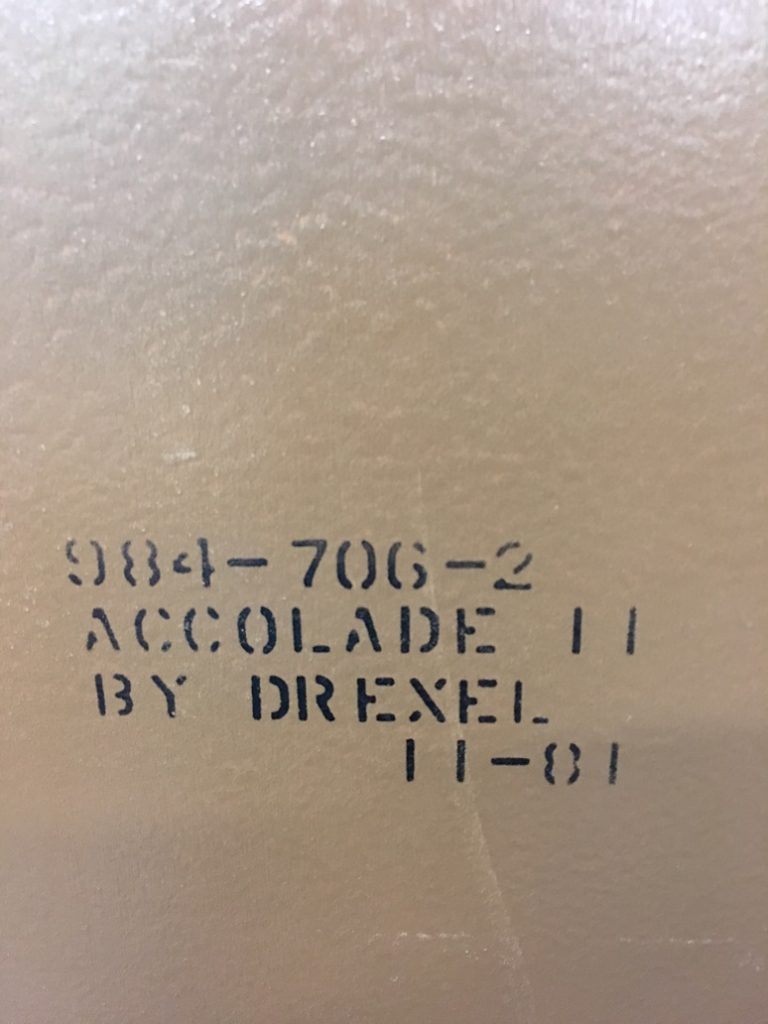 984-706-2
ACCOLADE II
BY DREXEL
11-81